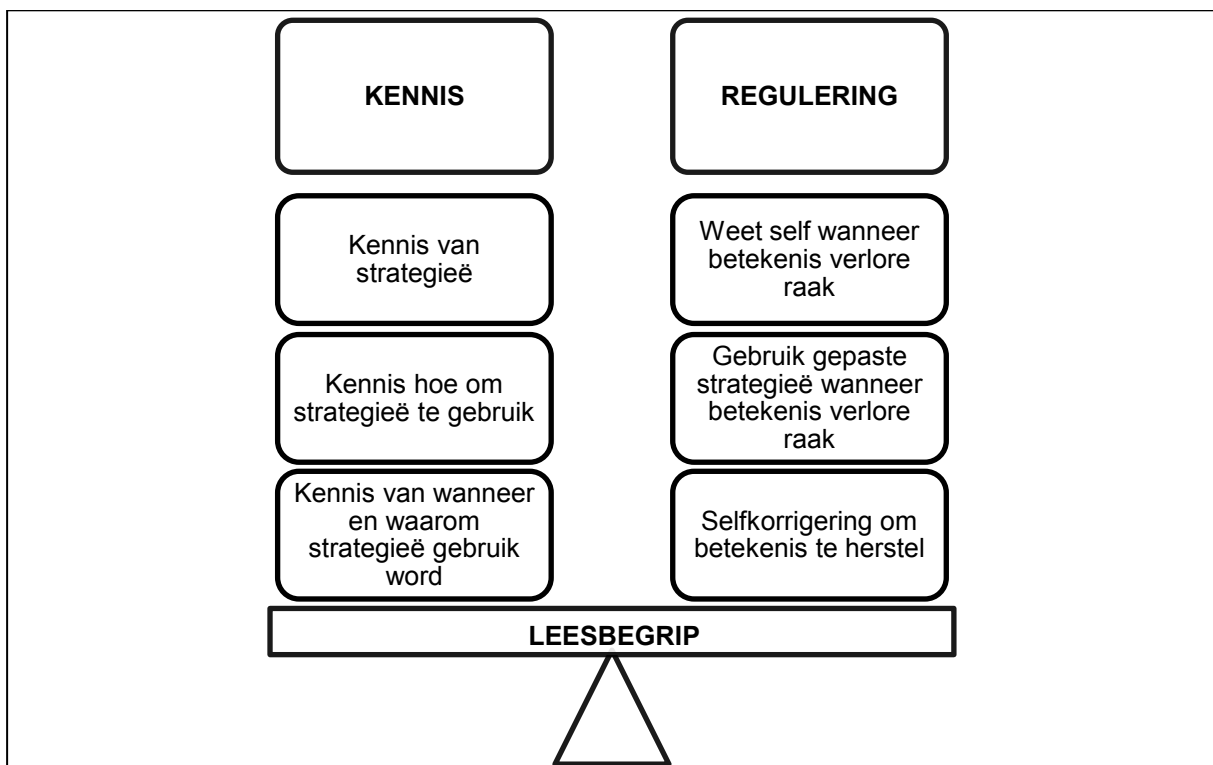 KENNIS
REGULERING
Kennis van
strategieë
Weet self wanneer
betekenis verlore
raak
Kennis hoe om
strategieë te gebruik
Gebruik gepaste
strategieë wanneer
betekenis verlore
raak
Kennis van wanneer
en waarom
strategieë gebruik
word
Selfkorrigering om
betekenis te herstel
LEESBEGRIP